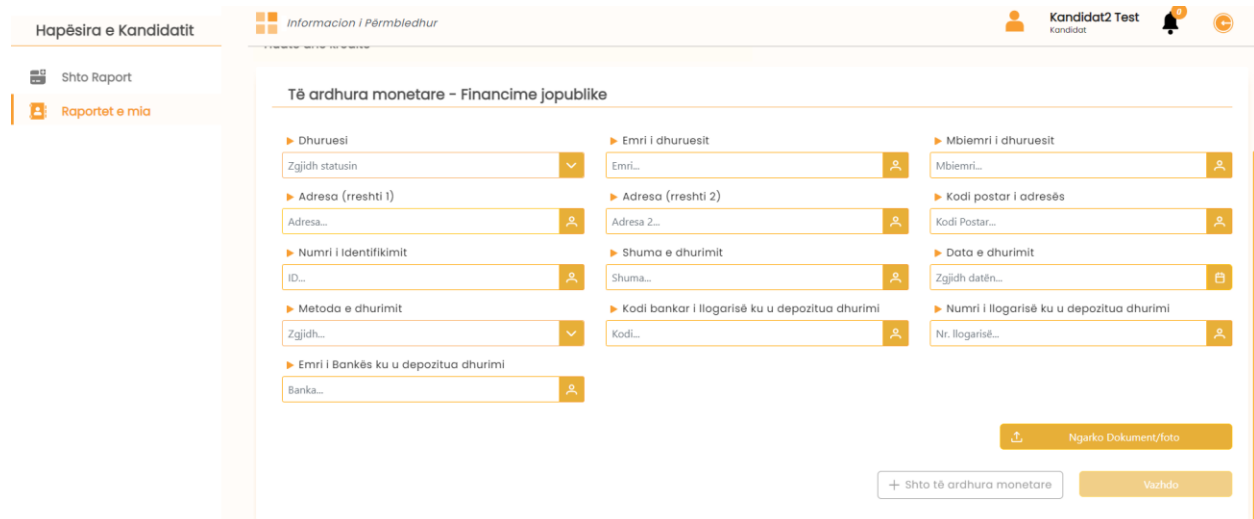 Hapësira e Kandidatit
Shto Raport
Raportet e mia
Informacion i Përmbledhur
Kandidat2 Test
Kandidat
0
Të ardhura monetare - Financime jopublike
Dhuruesi
Emri i dhuruesit
Mbiemri i dhuruesit
Zgjidh statusin
Emri...
Mbiemri...
Adresa (rreshti 1)
Adresa (rreshti 2)
Kodi postar i adresës
Adresa...
Adresa 2...
Kodi Postar...
Numri i Identifikimit
Shuma e dhurimit
Data e dhurimit
ID...
Shuma...
Zgjidh datën...
Metoda e dhurimit
Kodi bankar i llogarisë ku u depozitua dhurimi
Numri i llogarisë ku u depozitua dhurimi
Zgjidh...
Kodi...
Nr. llogarisë...
Emri i Bankës ku u depozitua dhurimi
Banka...
Ngarko Dokument/foto
+ Shto të ardhura monetare
Vazhdo